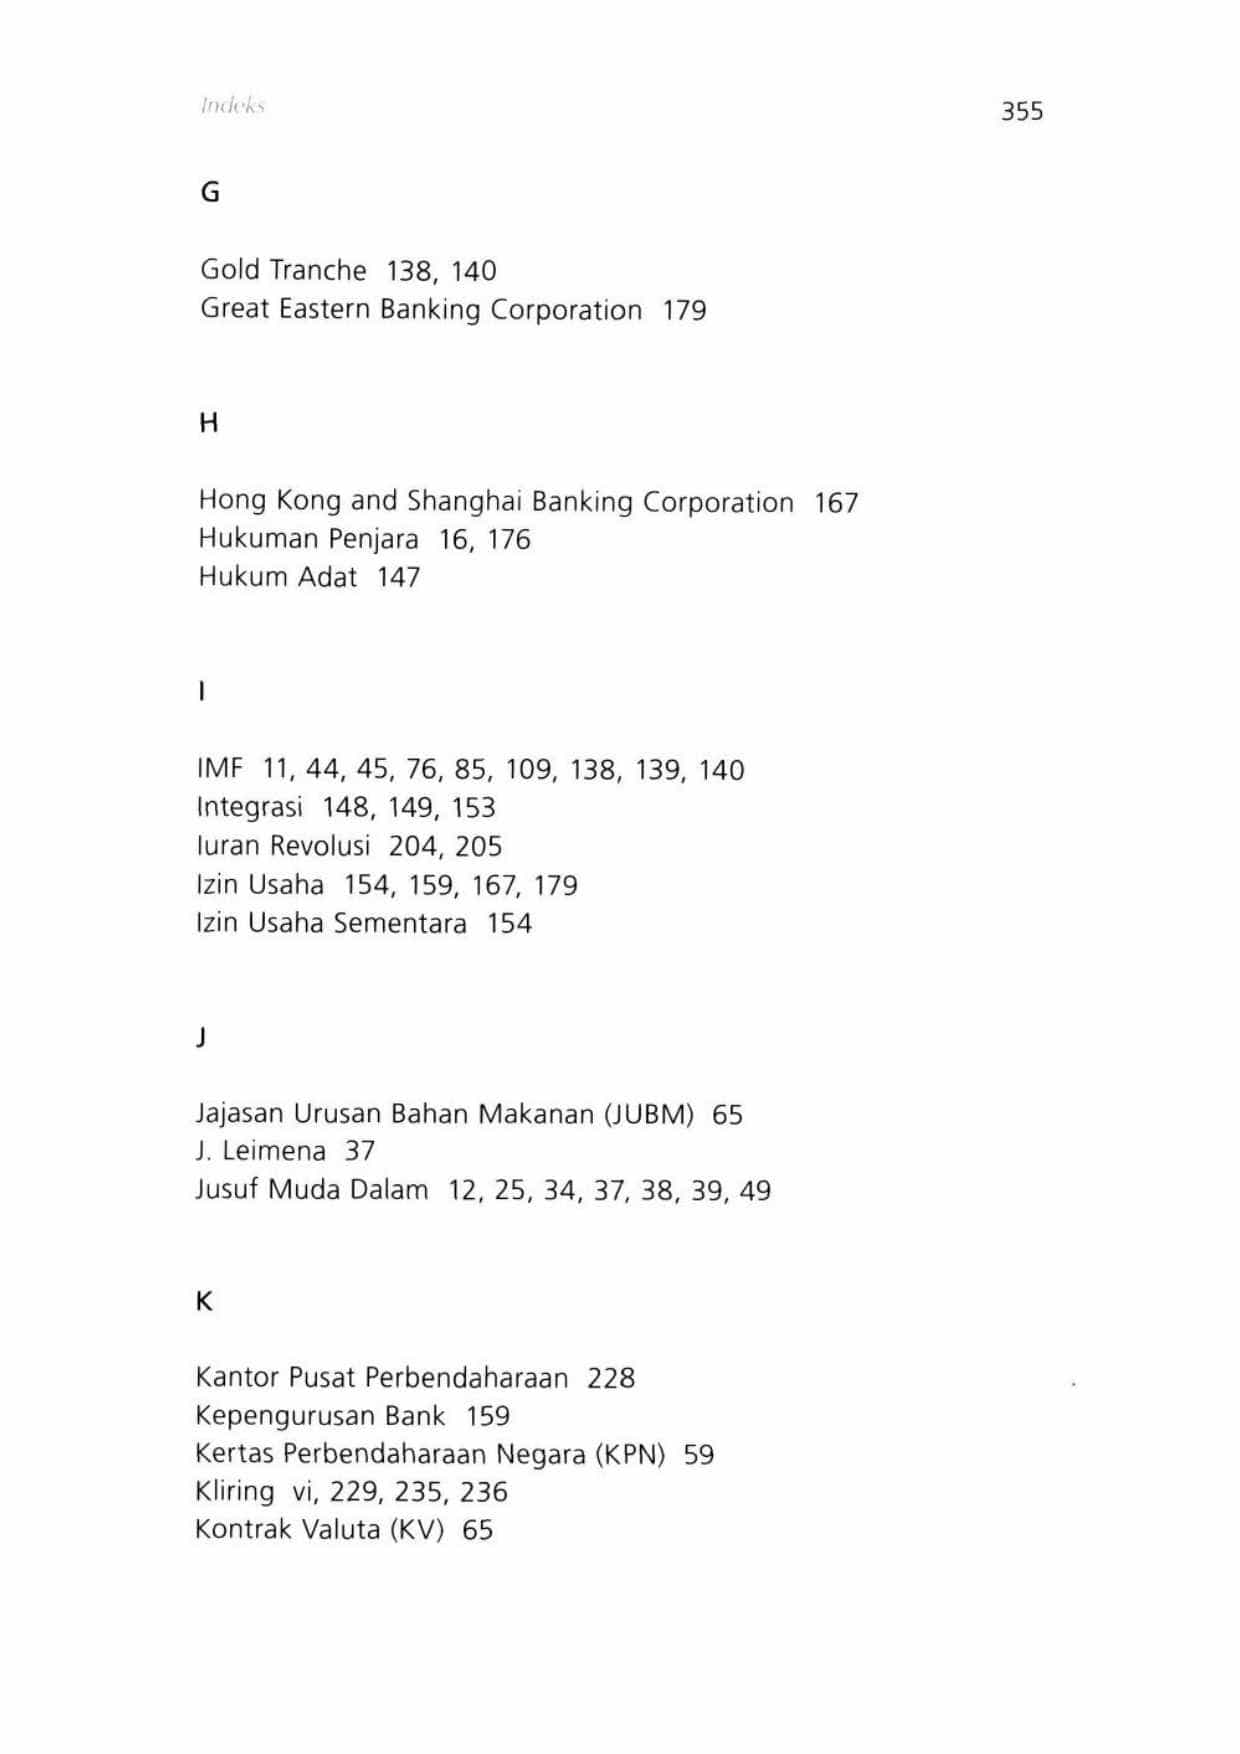 Indeks
355
G
Gold Tranche 138, 140
Great Eastern Banking Corporation 179
H
Hong Kong and Shanghai Banking Corporation 167
Hukuman Penjara 16, 176
Hukum Adat 147
I
IMF 11, 44, 45, 76, 85, 109, 138, 139, 140
Integrasi 148, 149, 153
Iuran Revolusi 204, 205
Izin Usaha 154, 159, 167, 179
Izin Usaha Sementara 154
J
Jajasan Urusan Bahan Makanan (JUBM) 65
J. Leimena 37
Jusuf Muda Dalam 12, 25, 34, 37, 38, 39, 49
K
Kantor Pusat Perbendaharaan 228
Kepengurusan Bank 159
Kertas Perbendaharaan Negara (KPN) 59
Kliring vi, 229, 235, 236
Kontrak Valuta (KV) 65